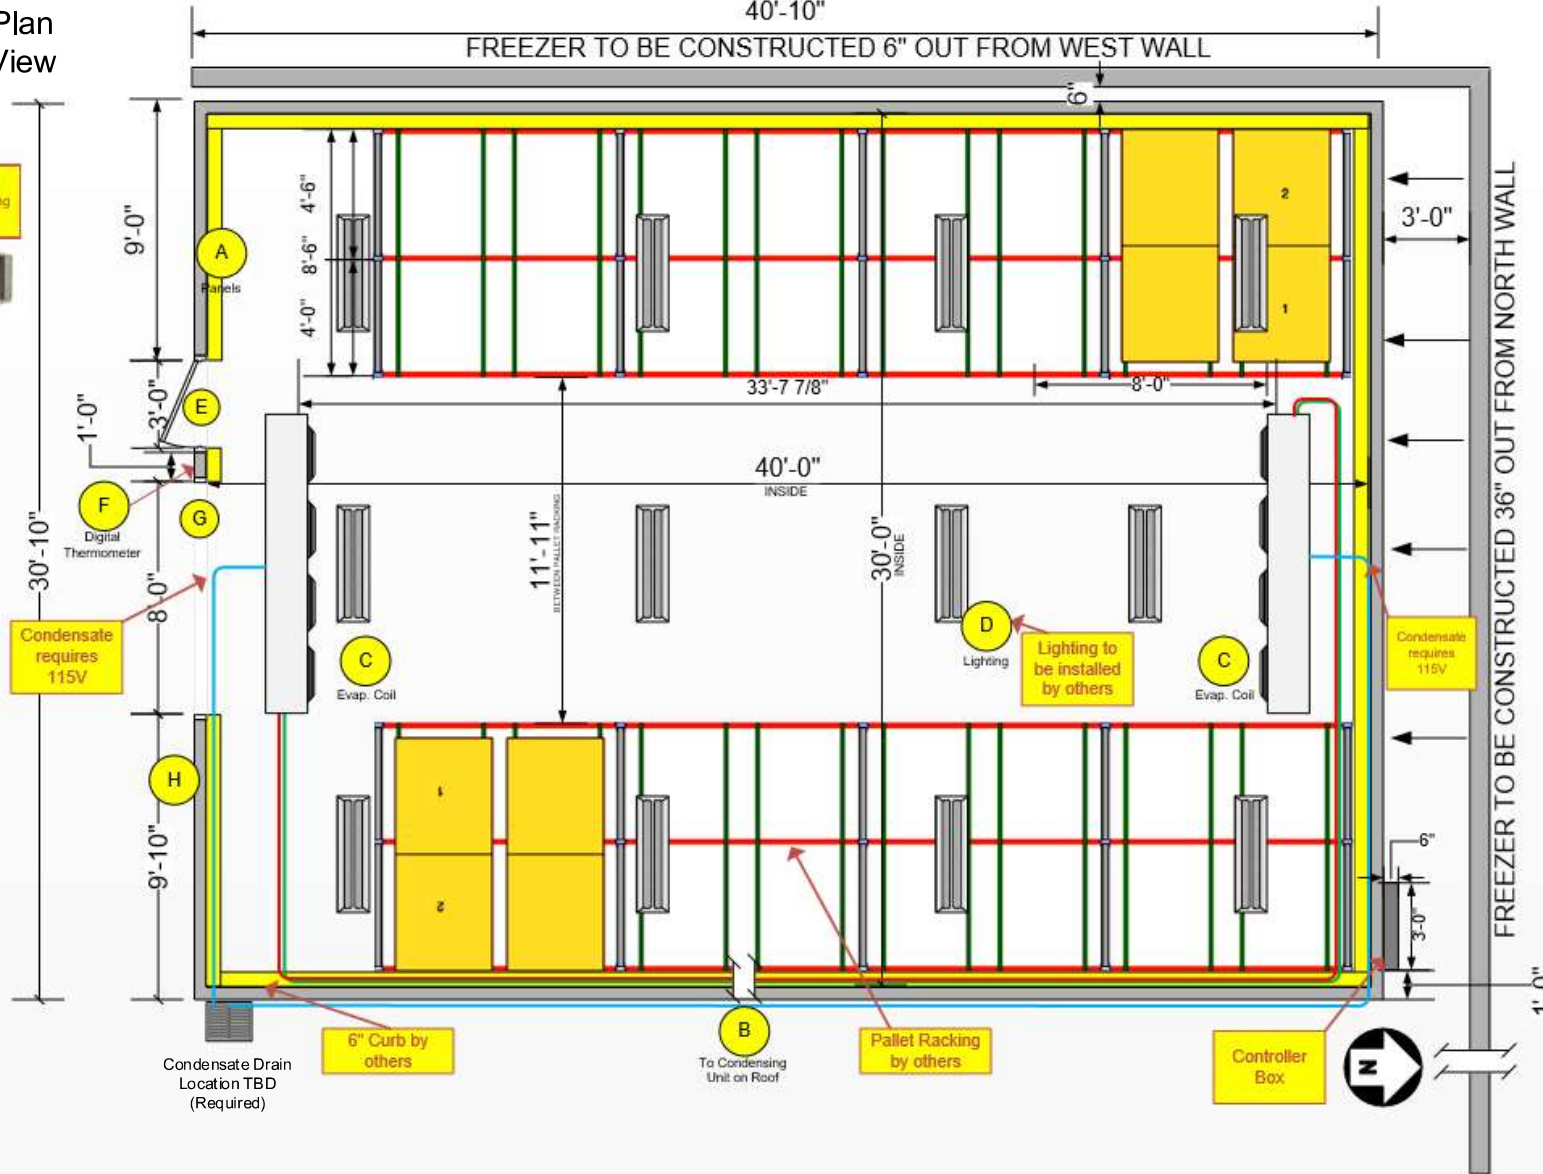 Plan
View
40'-10"
FREEZER TO BE CONSTRUCTED 6" OUT FROM WEST WALL
6"
9'-0"
4'-6"
8'-6"
4'-0"
A
Panels
2
1
3'-0"
FREEZER TO BE CONSTRUCTED 36" OUT FROM NORTH WALL
33'-7 7/8"
8'-0"
3'-0"
E
1'-0"
40'-0"
INSIDE
F
Digital
Thermometer
G
30'-10"
11'-11"
BETWEEN PALLET RACKING
30'-0"
INSIDE
8'-0"
Condensate
requires
115V
C
Evap. Coil
D
Lighting
Lighting to
be installed
by others
C
Evap. Coil
Condensate
requires
115V
H
9'-10"
1
2
6"
3'-0"
1'-0"
Condensate Drain
Location TBD
(Required)
6" Curb by
others
B
To Condensing
Unit on Roof
Pallet Racking
by others
Controller
Box
N